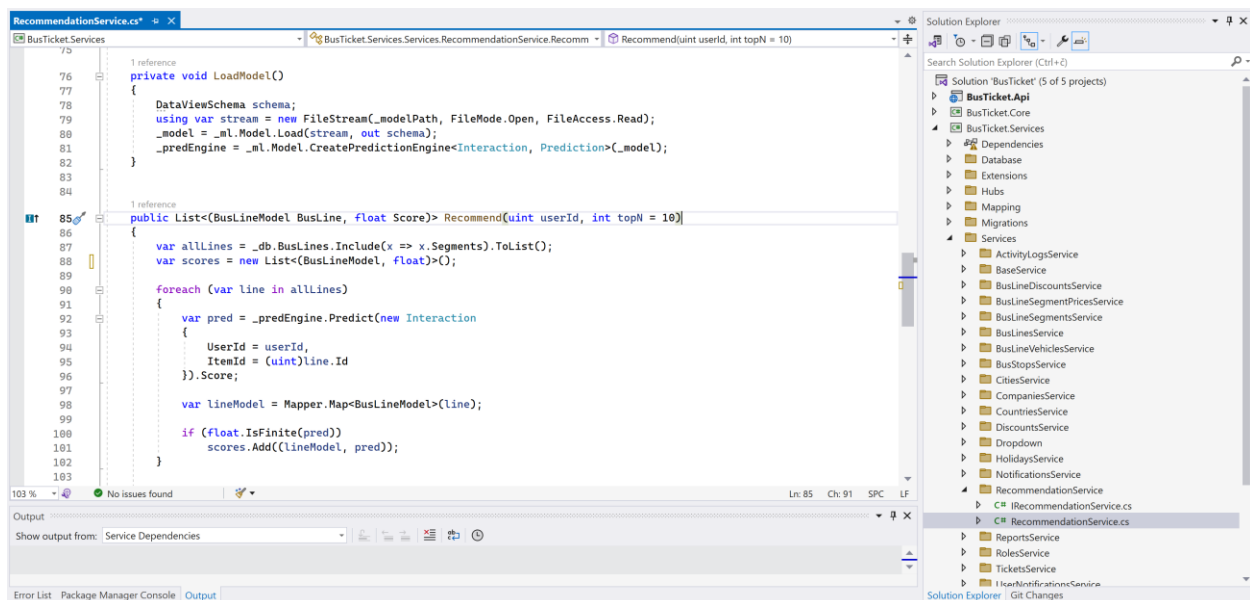 RecommendationService.cs*
BusTicket.Services
BusTicket.Services.Services.RecommendationService.Recomm
Recommend(uint userId, int topN = 10)
75
1 reference
76 private void LoadModel()
77 {
78 DataViewSchema schema;
79 using var stream = new FileStream(_modelPath, FileMode.Open, FileAccess.Read);
80 _model = _ml.Model.Load(stream, out schema);
81 _predEngine = _ml.Model.CreatePredictionEngine<Interaction, Prediction>(_model);
82 }
83
84
1 reference
85 public List<(BusLineModel BusLine, float Score)> Recommend(uint userId, int topN = 10)
86 {
87 var allLines = _db.BusLines.Include(x => x.Segments).ToList();
88 var scores = new List<(BusLineModel, float)>();
89
90 foreach (var line in allLines)
91 {
92 var pred = _predEngine.Predict(new Interaction
93 {
94 UserId = userId,
95 ItemId = (uint)line.Id
96 }).Score;
97
98 var lineModel = Mapper.Map<BusLineModel>(line);
99
100 if (float.IsFinite(pred))
101 scores.Add((lineModel, pred));
102 }
103
103 %
No issues found
Ln: 85 Ch: 91 SPC LF
Output
Show output from: Service Dependencies
Error List Package Manager Console Output
Solution Explorer
Search Solution Explorer (Ctrl+č)
Solution 'BusTicket' (5 of 5 projects)
BusTicket.Api
BusTicket.Core
BusTicket.Services
Dependencies
Database
Extensions
Hubs
Mapping
Migrations
Services
ActivityLogsService
BaseService
BusLineDiscountsService
BusLineSegmentPricesService
BusLineSegmentsService
BusLinesService
BusLineVehiclesService
BusStopsService
CitiesService
CompaniesService
CountriesService
DiscountsService
Dropdown
HolidaysService
NotificationsService
RecommendationService
C# IRecommendationService.cs
C# RecommendationService.cs
ReportsService
RolesService
TicketsService
UserNotificationsService
Solution Explorer Git Changes